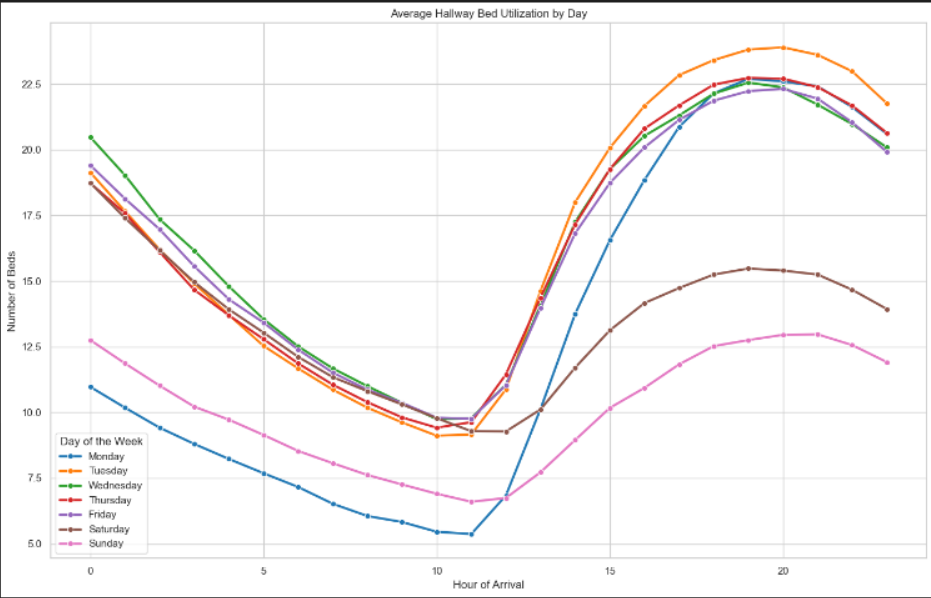 Average Hallway Bed Utilization by Day
Number of Beds
22.5
20.0
17.5
15.0
12.5
10.0
7.5
5.0
Day of the Week
Monday
Tuesday
Wednesday
Thursday
Friday
Saturday
Sunday
0 5 10 15 20
Hour of Arrival